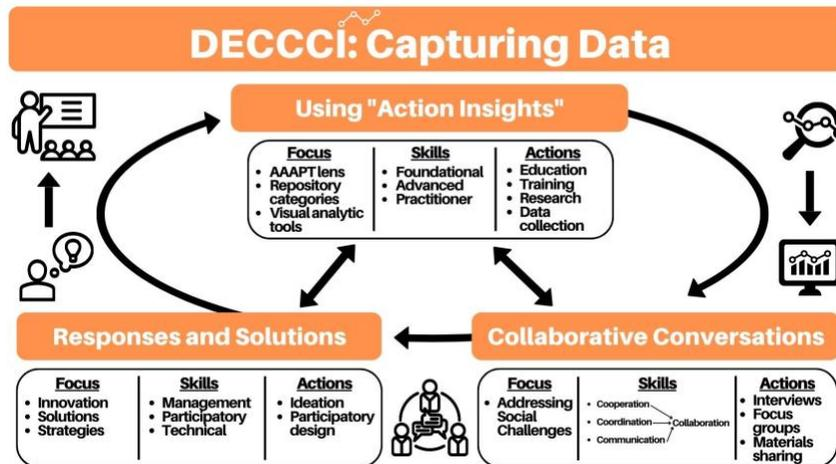 DECCCI: Capturing Data
Using "Action Insights"
Focus
• AAAPT lens
• Repository
categories
• Visual analytic
tools
Skills
• Foundational
• Advanced
• Practitioner
Actions
• Education
• Training
• Research
• Data
collection
Responses and Solutions
Focus
• Innovation
• Solutions
• Strategies
Skills
• Management
• Participatory
• Technical
Actions
• Ideation
• Participatory
design
Collaborative Conversations
Focus
• Addressing
Social
Challenges
Skills
• Cooperation
• Coordination
• Communication
Collaboration
Actions
• Interviews
• Focus
groups
• Materials
sharing